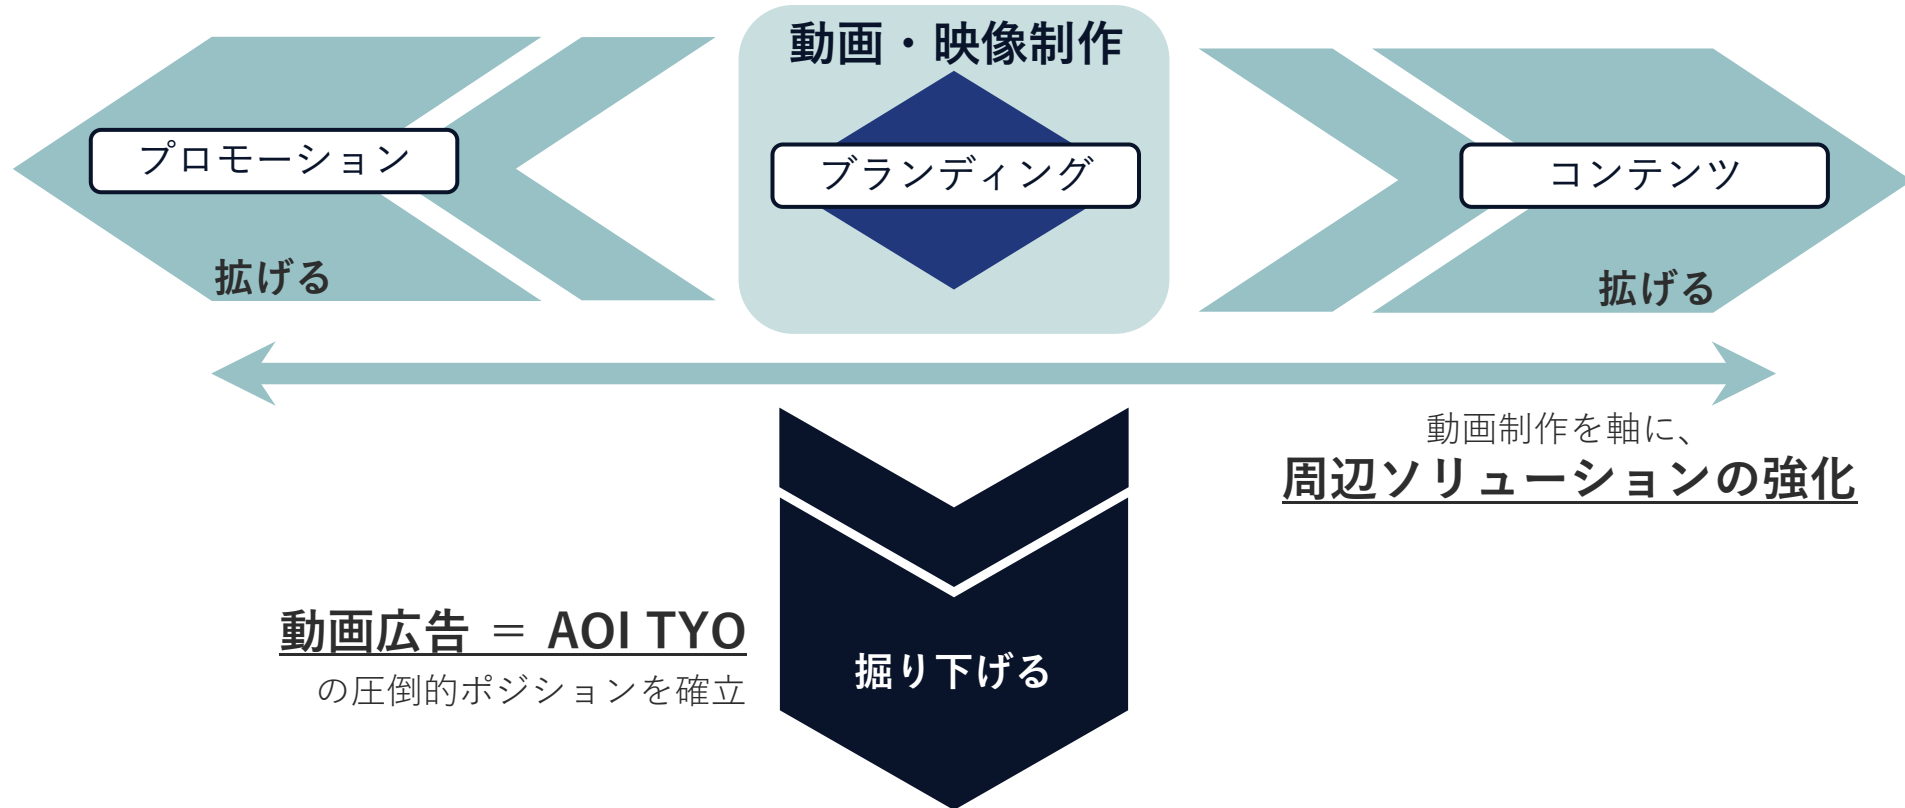 動画・映像制作
プロモーション
ブランディング
コンテンツ
拡げる
拡げる
動画制作を軸に、
周辺ソリューションの強化
動画広告 ＝ AOI TYO
の圧倒的ポジションを確立
掘り下げる